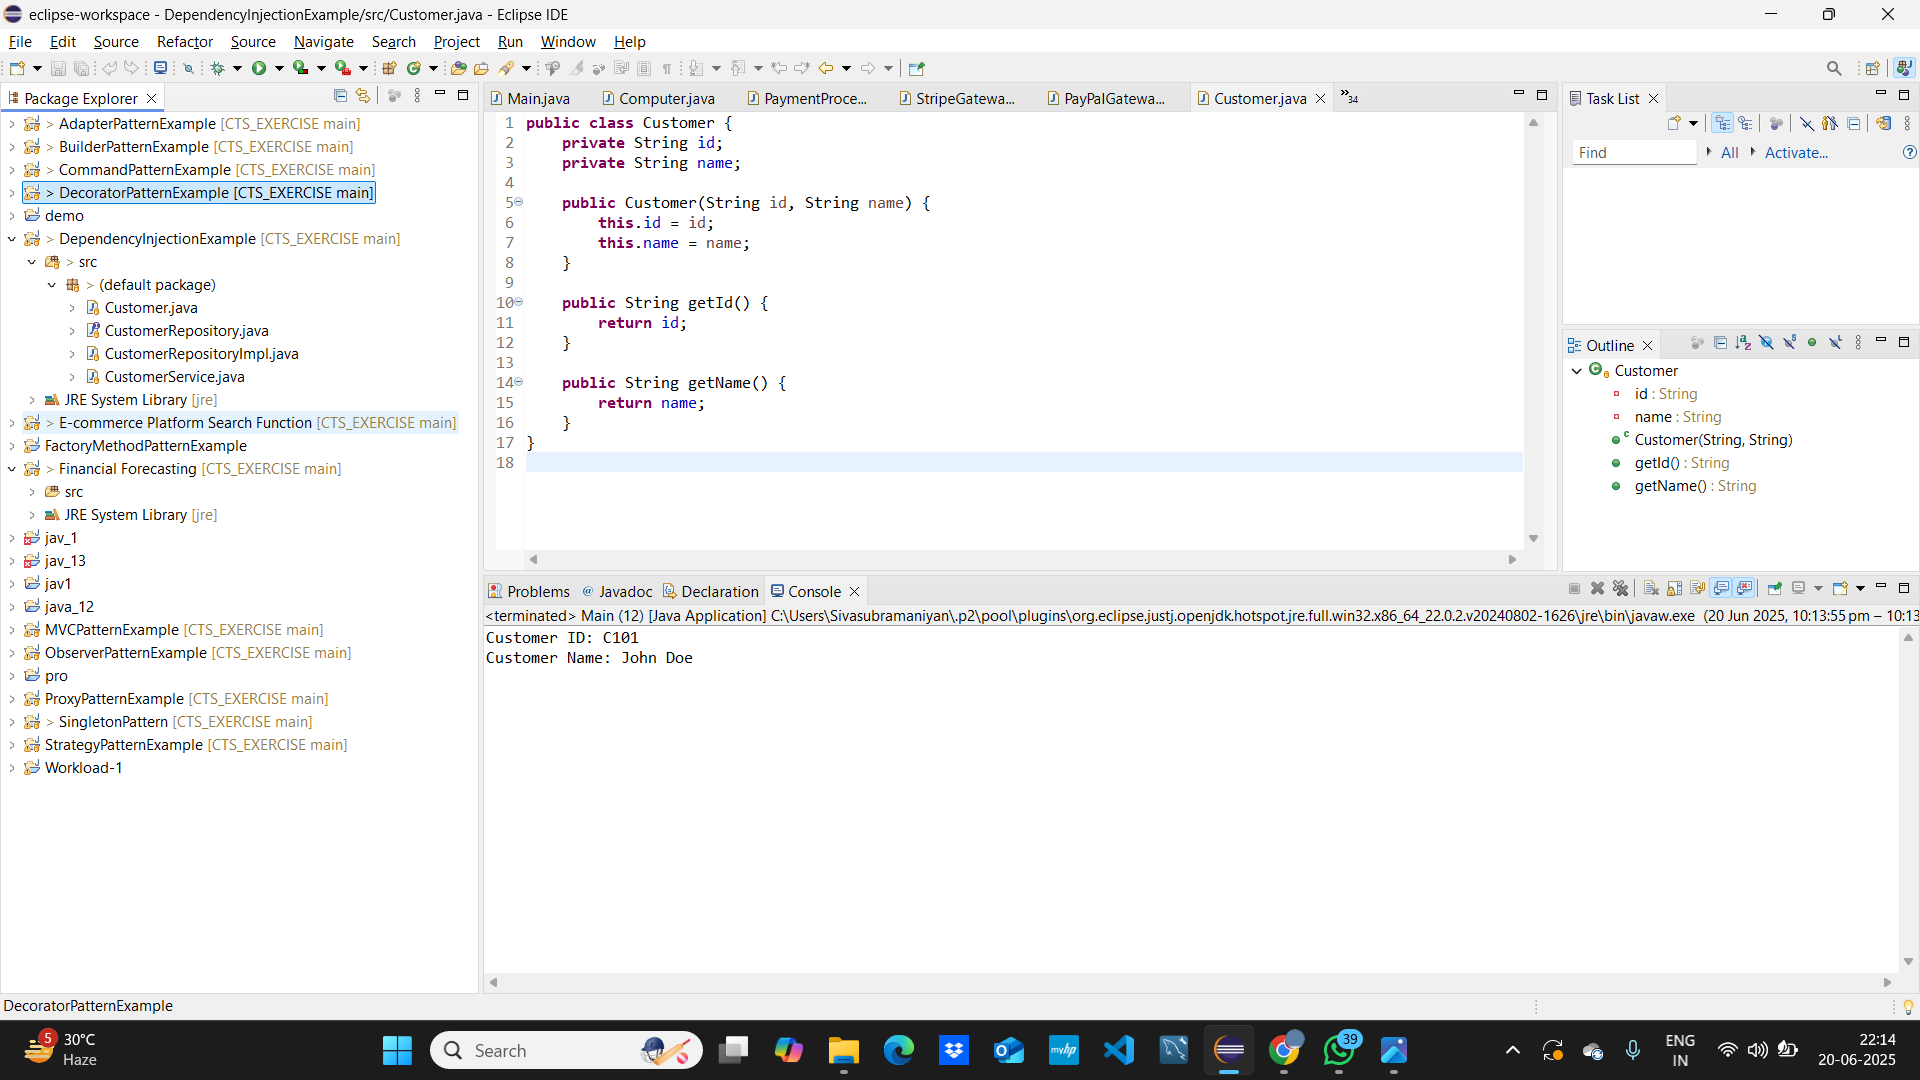 eclipse-workspace - DependencyInjectionExample/src/Customer.java - Eclipse IDE
File Edit Source Refactor Source Navigate Search Project Run Window Help
Package Explorer
> AdapterPatternExample [CTS_EXERCISE main]
> BuilderPatternExample [CTS_EXERCISE main]
> CommandPatternExample [CTS_EXERCISE main]
> DecoratorPatternExample [CTS_EXERCISE main]
demo
> DependencyInjectionExample [CTS_EXERCISE main]
> src
> (default package)
Customer.java
CustomerRepository.java
CustomerRepositoryImpl.java
CustomerService.java
JRE System Library [jre]
> E-commerce Platform Search Function [CTS_EXERCISE main]
FactoryMethodPatternExample
> Financial Forecasting [CTS_EXERCISE main]
src
JRE System Library [jre]
jav_1
jav_13
jav1
java_12
MVCPatternExample [CTS_EXERCISE main]
ObserverPatternExample [CTS_EXERCISE main]
pro
ProxyPatternExample [CTS_EXERCISE main]
> SingletonPattern [CTS_EXERCISE main]
StrategyPatternExample [CTS_EXERCISE main]
Workload-1
Main.java Computer.java PaymentProce... StripeGatewa... PayPalGatewa... Customer.java »34
1 public class Customer {
2 private String id;
3 private String name;
4
5 public Customer(String id, String name) {
6 this.id = id;
7 this.name = name;
8 }
9
10 public String getId() {
11 return id;
12 }
13
14 public String getName() {
15 return name;
16 }
17 }
18
Task List
Find All Activate...
Outline
Customer
id : String
name : String
Customer(String, String)
getId() : String
getName() : String
Problems Javadoc Declaration Console
<terminated> Main (12) [Java Application] C:\Users\Sivasubramaniyan\.p2\pool\plugins\org.eclipse.justj.openjdk.hotspot.jre.full.win32.x86_64_22.0.2.v20240802-1626\jre\bin\javaw.exe (20 Jun 2025, 10:13:55 pm – 10:13
Customer ID: C101
Customer Name: John Doe
DecoratorPatternExample
5
30°C
Haze
Search
myhp
39
ENG
IN
22:14
20-06-2025